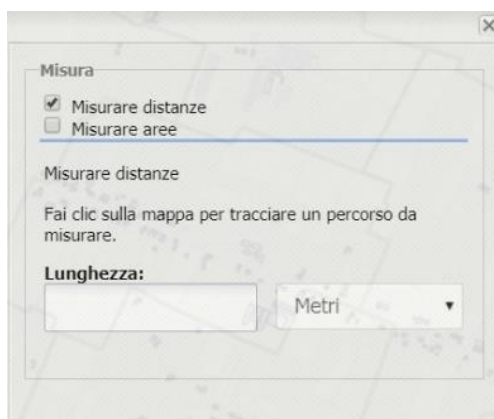 Misura
Misurare distanze
Misurare aree
Misurare distanze
Fai clic sulla mappa per tracciare un percorso da
misurare.
Lunghezza:
Metri